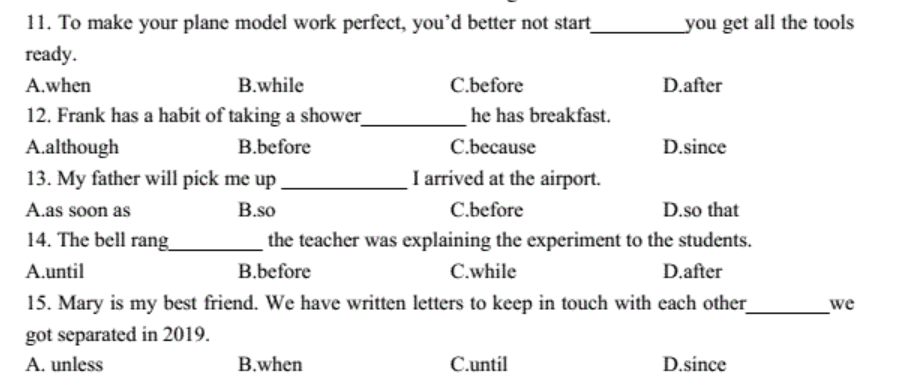 11. To make your plane model work perfect, you’d better not start________you get all the tools
ready.
A.when B.while C.before D.after
12. Frank has a habit of taking a shower__________ he has breakfast.
A.although B.before C.because D.since
13. My father will pick me up ____________ I arrived at the airport.
A.as soon as B.so C.before D.so that
14. The bell rang_________ the teacher was explaining the experiment to the students.
A.until B.before C.while D.after
15. Mary is my best friend. We have written letters to keep in touch with each other________we
got separated in 2019.
A. unless B.when C.until D.since